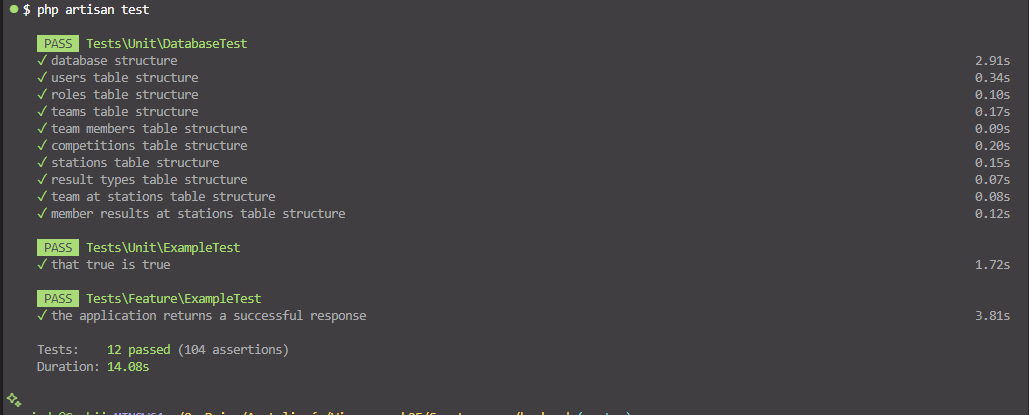 $ php artisan test
PASS Tests\Unit\DatabaseTest
✓ database structure 2.91s
✓ users table structure 0.34s
✓ roles table structure 0.10s
✓ teams table structure 0.17s
✓ team members table structure 0.09s
✓ competitions table structure 0.20s
✓ stations table structure 0.15s
✓ result types table structure 0.07s
✓ team at stations table structure 0.08s
✓ member results at stations table structure 0.12s
PASS Tests\Unit\ExampleTest
✓ that true is true 1.72s
PASS Tests\Feature\ExampleTest
✓ the application returns a successful response 3.81s
Tests: 12 passed (104 assertions)
Duration: 14.08s